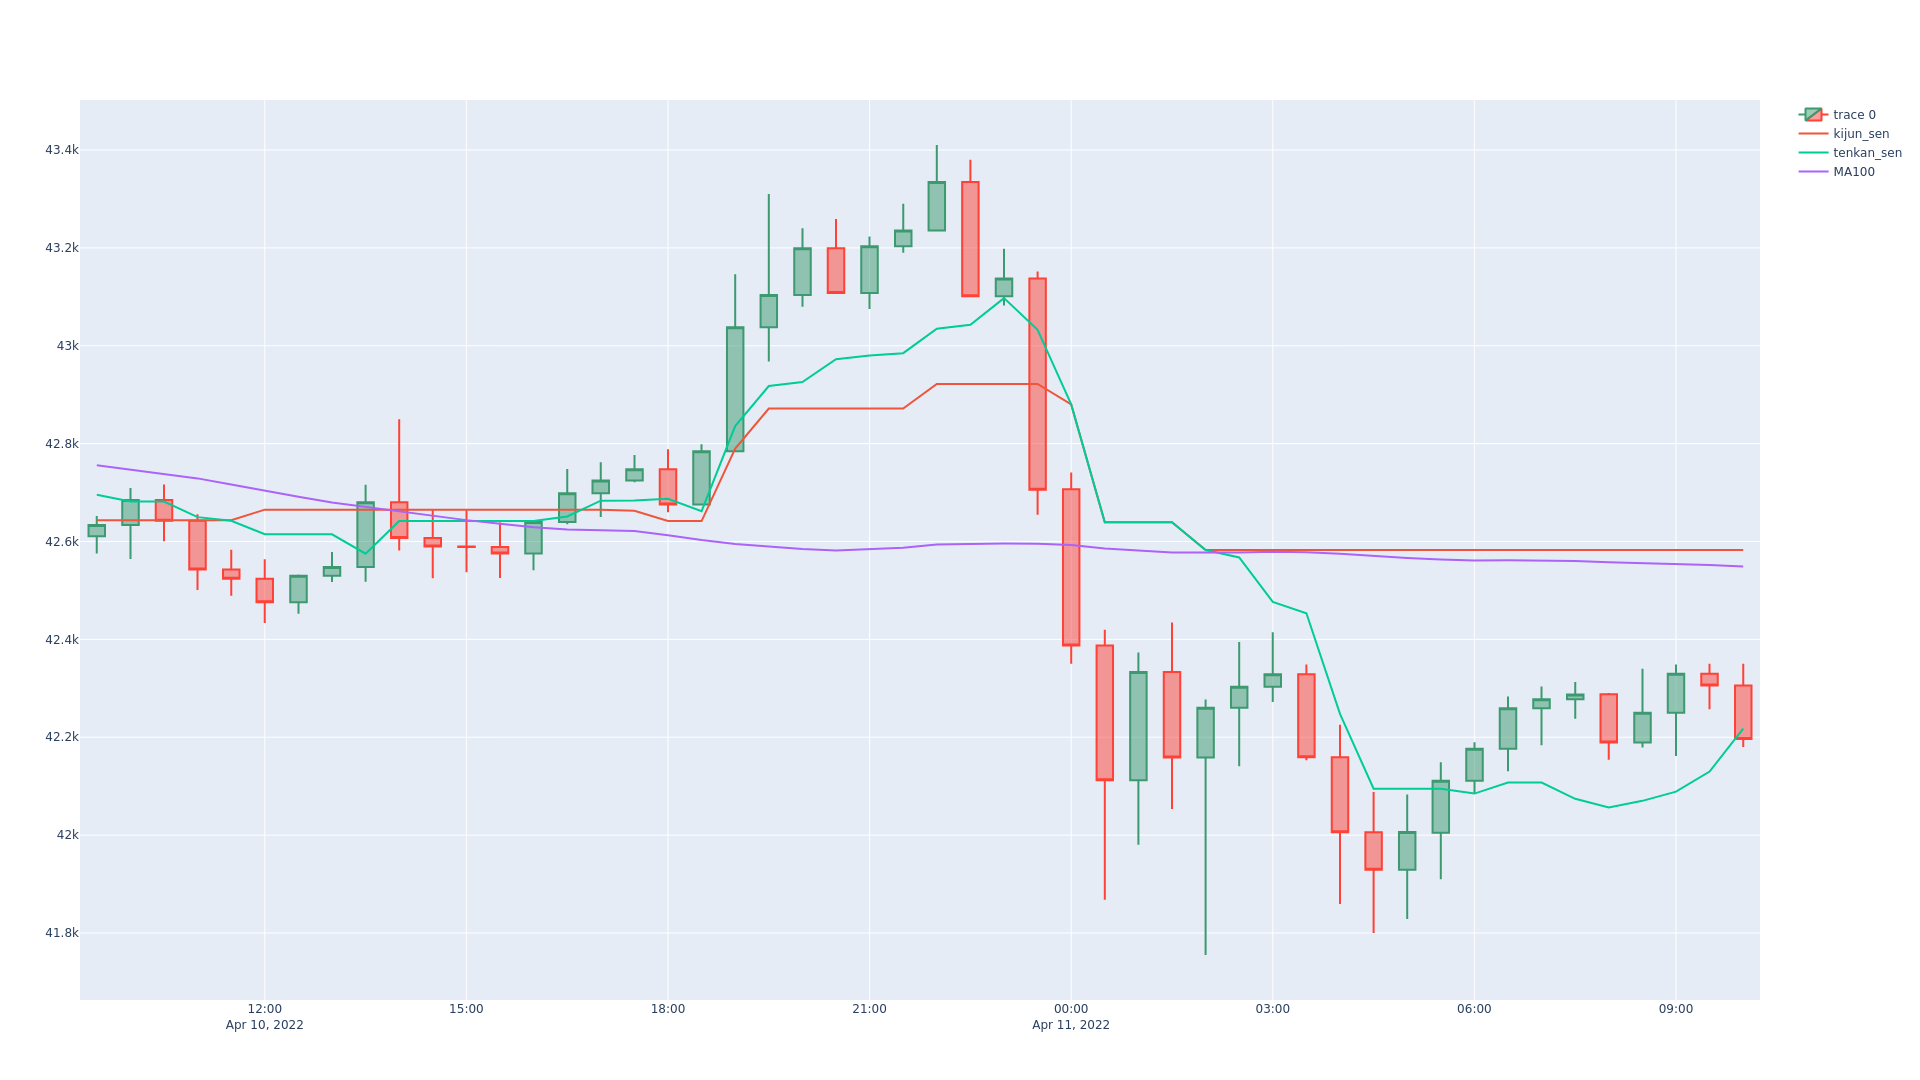 trace 0
kijun_sen
tenkan_sen
MA100
43.4k
43.2k
43k
42.8k
42.6k
42.4k
42.2k
42k
41.8k
12:00 15:00 18:00 21:00 00:00 03:00 06:00 09:00
Apr 10, 2022 Apr 11, 2022